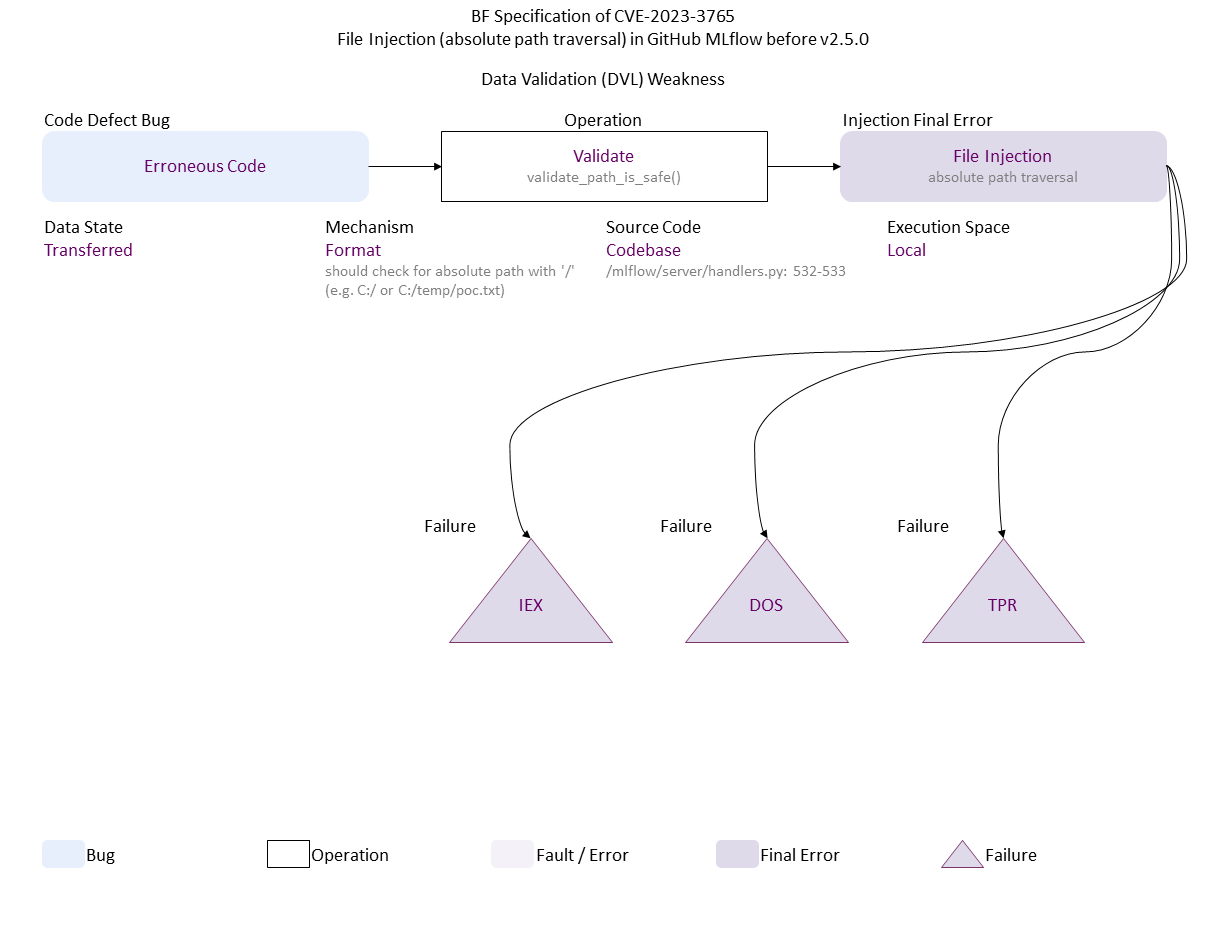 BF Specification of CVE-2023-3765
File Injection (absolute path traversal) in GitHub MLflow before v2.5.0
Data Validation (DVL) Weakness
Code Defect Bug
Operation
Injection Final Error
Erroneous Code
Validate
validate_path_is_safe()
File Injection
absolute path traversal
Data State
Transferred
Mechanism
Format
should check for absolute path with '/'
(e.g. C:/ or C:/temp/poc.txt)
Source Code
Codebase
/mlflow/server/handlers.py: 532-533
Execution Space
Local
Failure
Failure
Failure
IEX
DOS
TPR
Bug
Operation
Fault / Error
Final Error
Failure